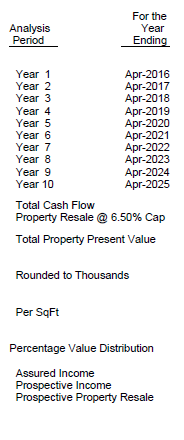 For the
Analysis Year
Period Ending
Year 1 Apr-2016
Year 2 Apr-2017
Year 3 Apr-2018
Year 4 Apr-2019
Year 5 Apr-2020
Year 6 Apr-2021
Year 7 Apr-2022
Year 8 Apr-2023
Year 9 Apr-2024
Year 10 Apr-2025
Total Cash Flow
Property Resale @ 6.50% Cap
Total Property Present Value
Rounded to Thousands
Per SqFt
Percentage Value Distribution
Assured Income
Prospective Income
Prospective Property Resale